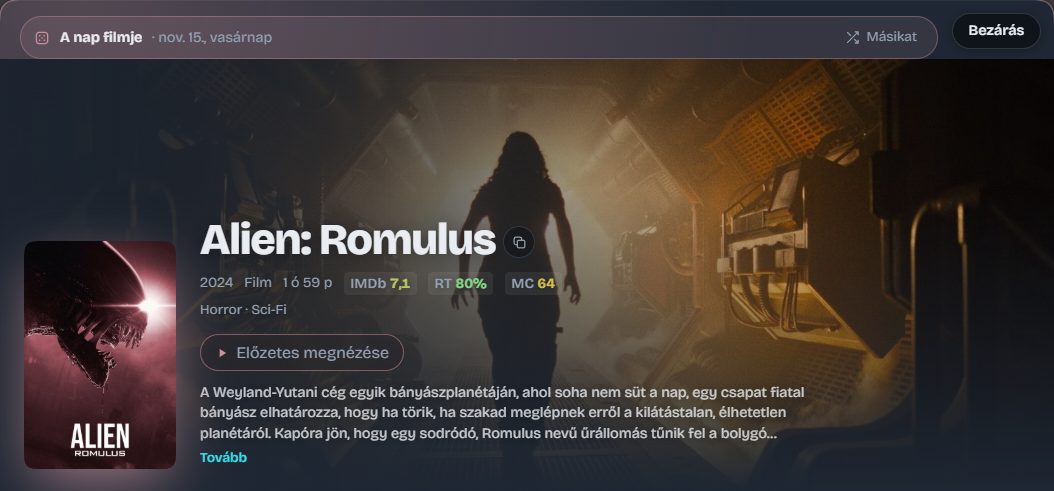 A nap filmje · nov. 15., vasárnap
Másikat
Bezárás
Alien: Romulus
2024 Film 1 ó 59 p IMDb 7,1 RT 80% MC 64
Horror · Sci-Fi
Előzetes megnézése
A Weyland-Yutani cég egyik bányászplanétáján, ahol soha nem süt a nap, egy csapat fiatal
bányász elhatározza, hogy ha törik, ha szakad meglépnek erről a kilátástalan, élhetetlen
planétáról. Kapóra jön, hogy egy sodródó, Romulus nevű űrállomás tűnik fel a bolygó...
Tovább
ALIEN
ROMULUS